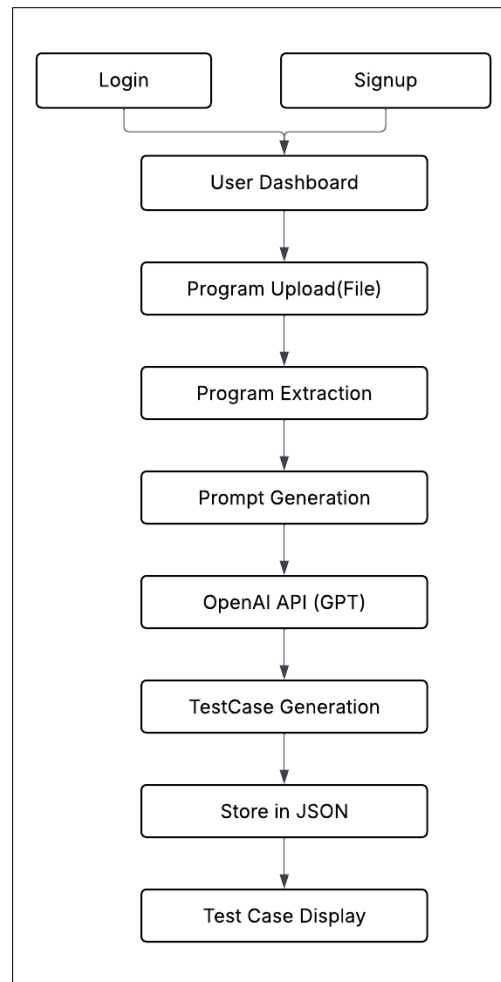 Login
Signup
User Dashboard
Program Upload(File)
Program Extraction
Prompt Generation
OpenAI API (GPT)
TestCase Generation
Store in JSON
Test Case Display